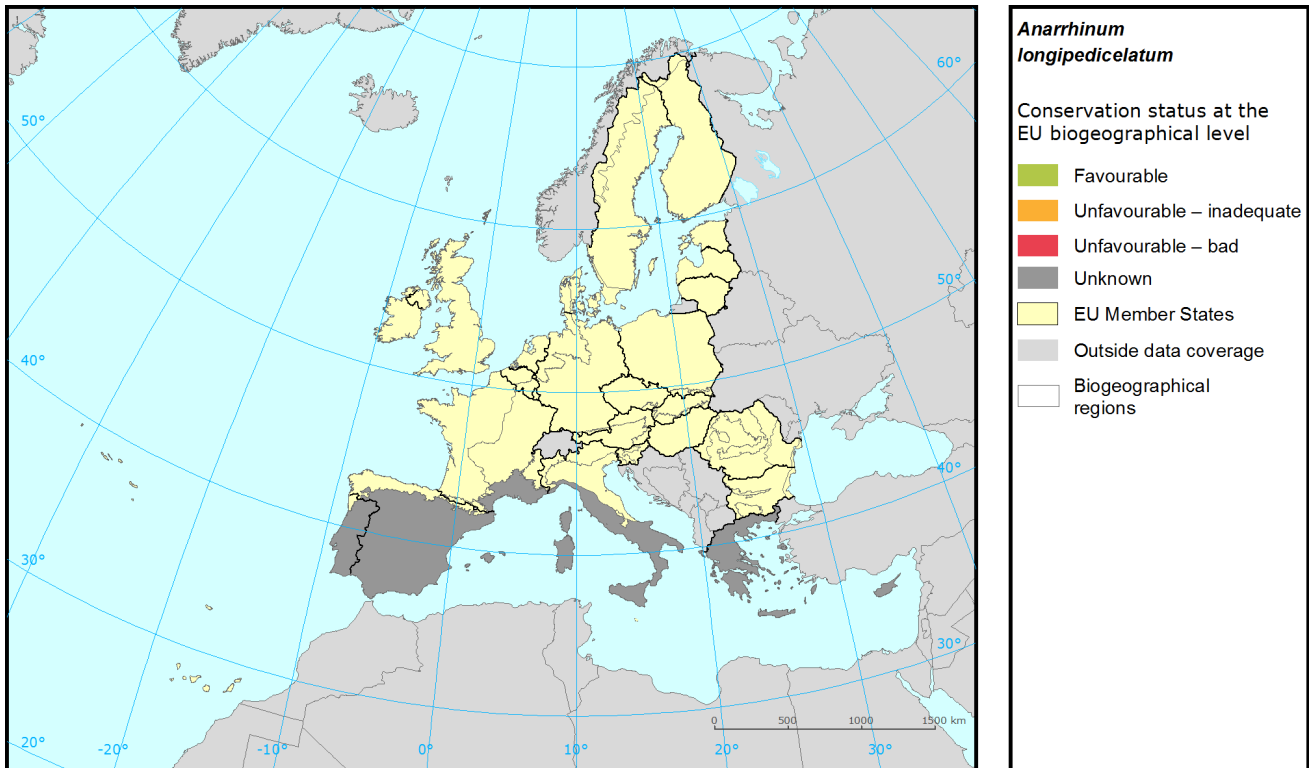 60°
50°
50°
40°
40°
30°
30°
0 500 1000 1500 km
20° -20° -10° 0° 10° 20° 30°
Anarrhinum
longipedicelatum
Conservation status at the
EU biogeographical level
Favourable
Unfavourable – inadequate
Unfavourable – bad
Unknown
EU Member States
Outside data coverage
Biogeographical
regions